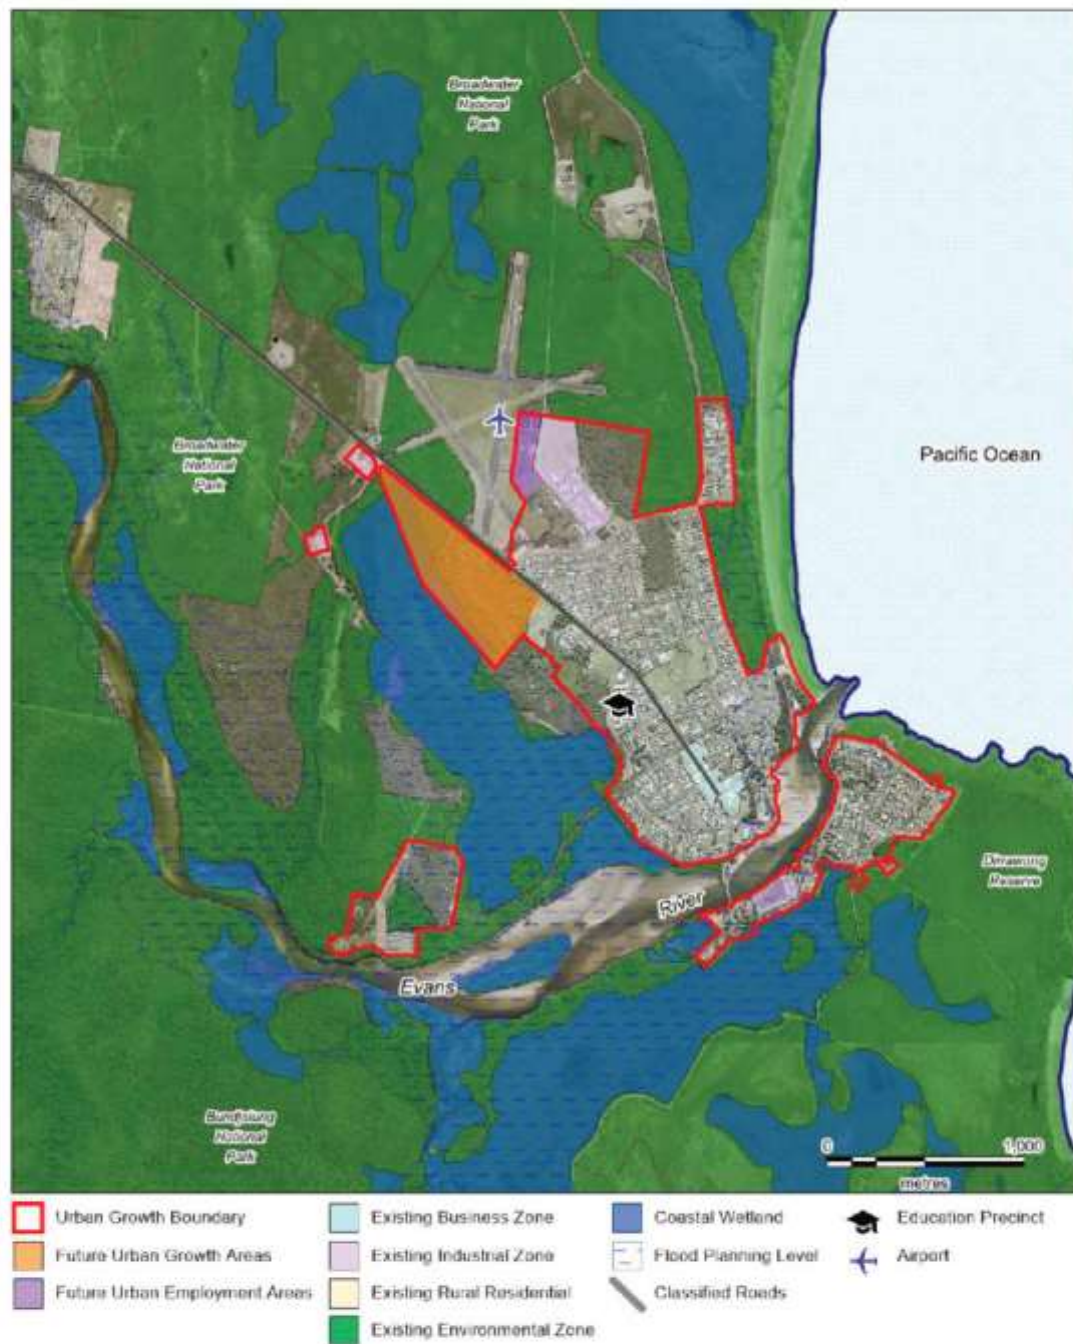 Broadwater
National
Park
Pacific Ocean
Broadwater
National
Park
Dirrawong
Reserve
River
Evans
Bundjalung
National
Park
0 1,000
metres
Urban Growth Boundary
Future Urban Growth Areas
Future Urban Employment Areas
Existing Business Zone
Existing Industrial Zone
Existing Rural Residential
Existing Environmental Zone
Coastal Wetland
Flood Planning Level
Classified Roads
Education Precinct
Airport